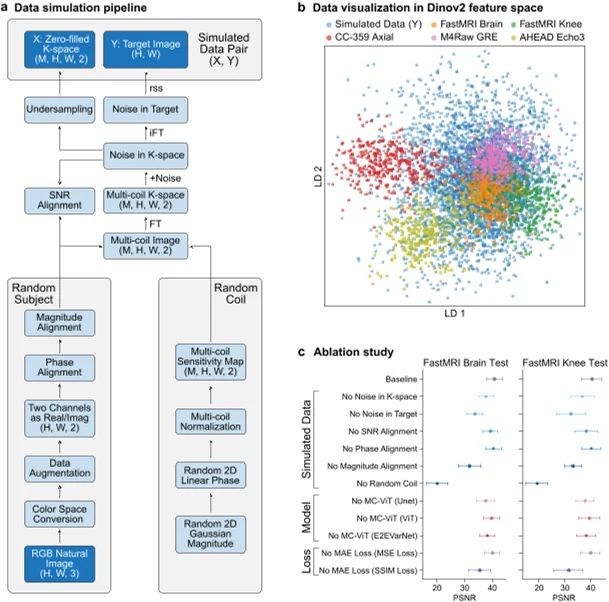 a Data simulation pipeline
X: Zero-filled
K-space
(M, H, W, 2)
Y: Target Image
(H, W)
Simulated
Data Pair
(X, Y)
rss
Undersampling
Noise in Target
iFT
Noise in K-space
+Noise
SNR
Alignment
Multi-coil K-space
(M, H, W, 2)
FT
Multi-coil Image
(M, H, W, 2)
Random
Subject
Random
Coil
Magnitude
Alignment
Phase
Alignment
Two Channels
as Real/Imag
(H, W, 2)
Data
Augmentation
Color Space
Conversion
RGB Natural
Image
(H, W, 3)
Multi-coil
Sensitivity Map
(M, H, W, 2)
Multi-coil
Normalization
Random 2D
Linear Phase
Random 2D
Gaussian
Magnitude
b Data visualization in Dinov2 feature space
Simulated Data (Y) FastMRI Brain FastMRI Knee
CC-359 Axial M4Raw GRE AHEAD Echo3
LD 2
LD 1
c Ablation study
FastMRI Brain Test FastMRI Knee Test
Baseline
Simulated Data
No Noise in K-space
No Noise in Target
No SNR Alignment
No Phase Alignment
No Magnitude Alignment
No Random Coil
Model
No MC-ViT (Unet)
No MC-ViT (ViT)
No MC-ViT (E2EVarNet)
Loss
No MAE Loss (MSE Loss)
No MAE Loss (SSIM Loss)
20 30 40 20 30 40
PSNR PSNR